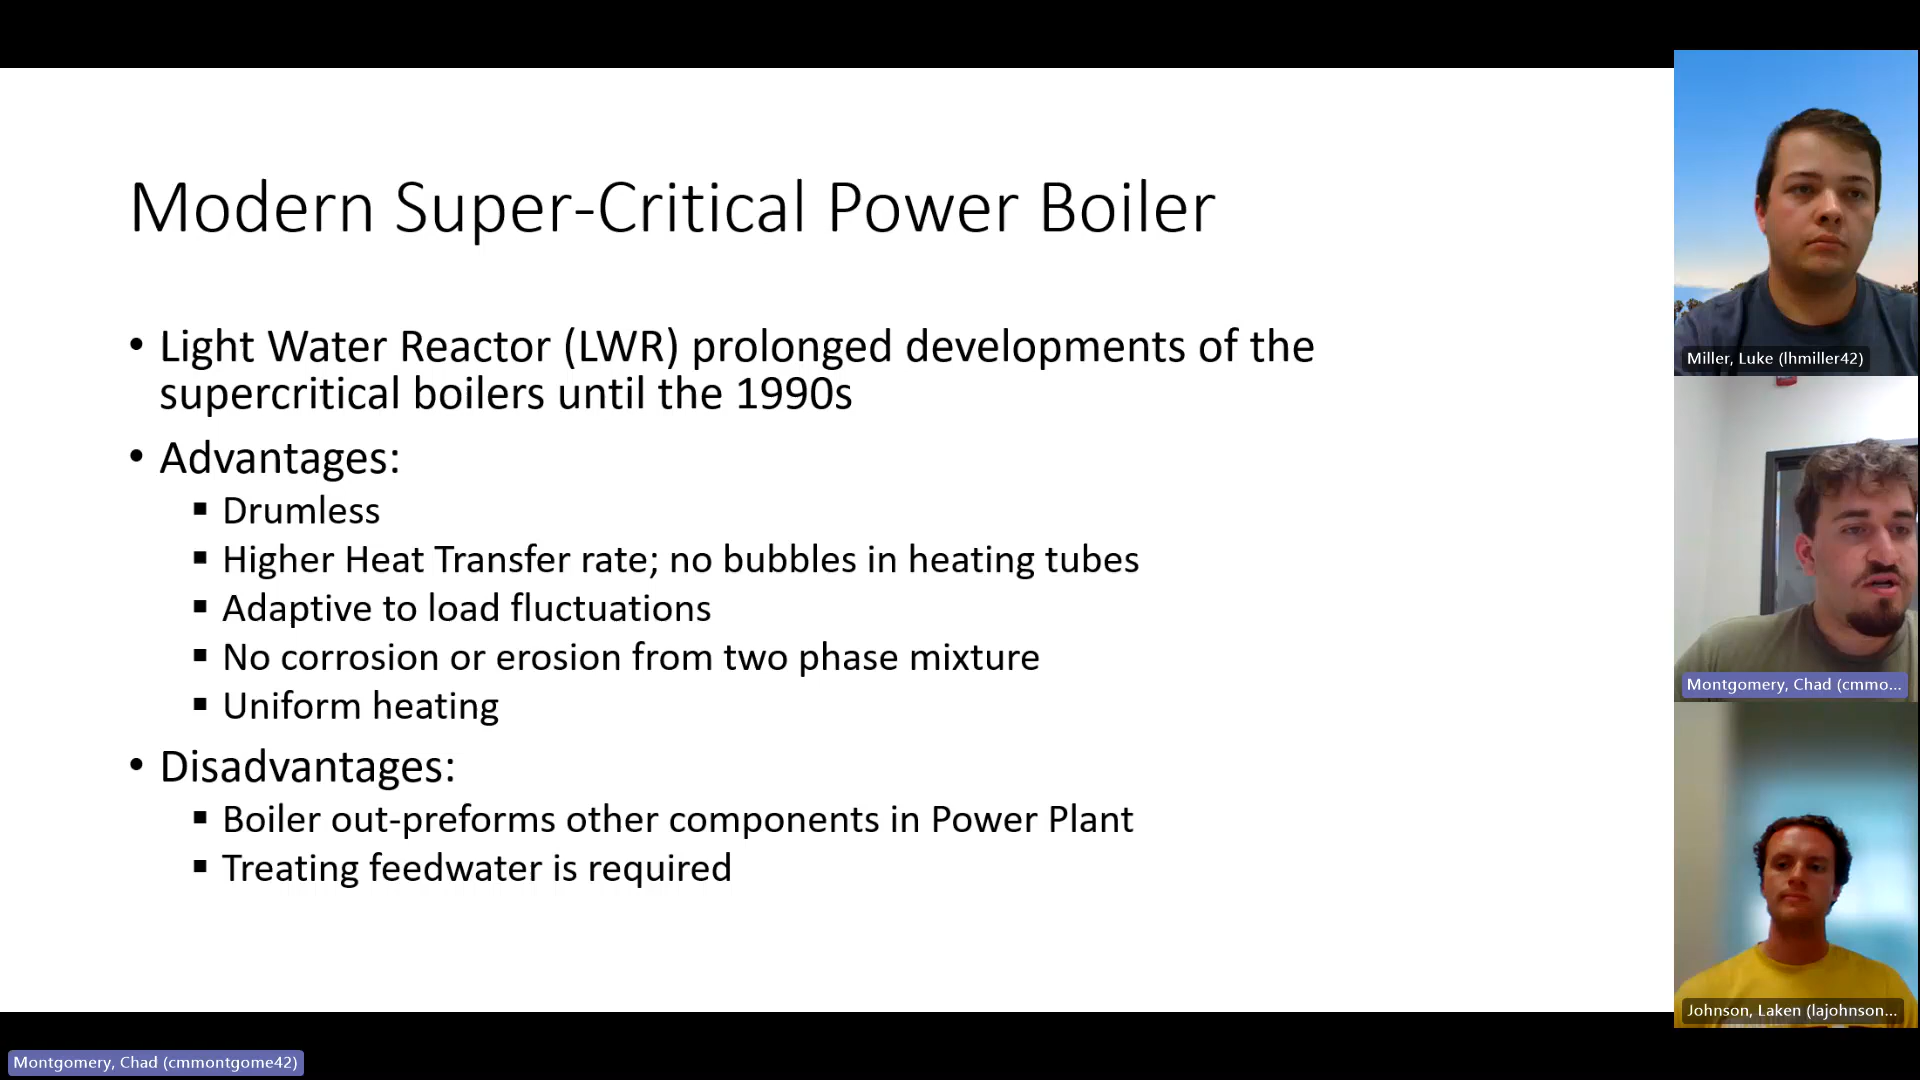 Modern Super-Critical Power Boiler
• Light Water Reactor (LWR) prolonged developments of the
supercritical boilers until the 1990s
• Advantages:
▪ Drumless
▪ Higher Heat Transfer rate; no bubbles in heating tubes
▪ Adaptive to load fluctuations
▪ No corrosion or erosion from two phase mixture
▪ Uniform heating
• Disadvantages:
▪ Boiler out-preforms other components in Power Plant
▪ Treating feedwater is required
Miller, Luke (lhmiller42)
Montgomery, Chad (cmmo...
Johnson, Laken (lajohnson...
Montgomery, Chad (cmmontgome42)